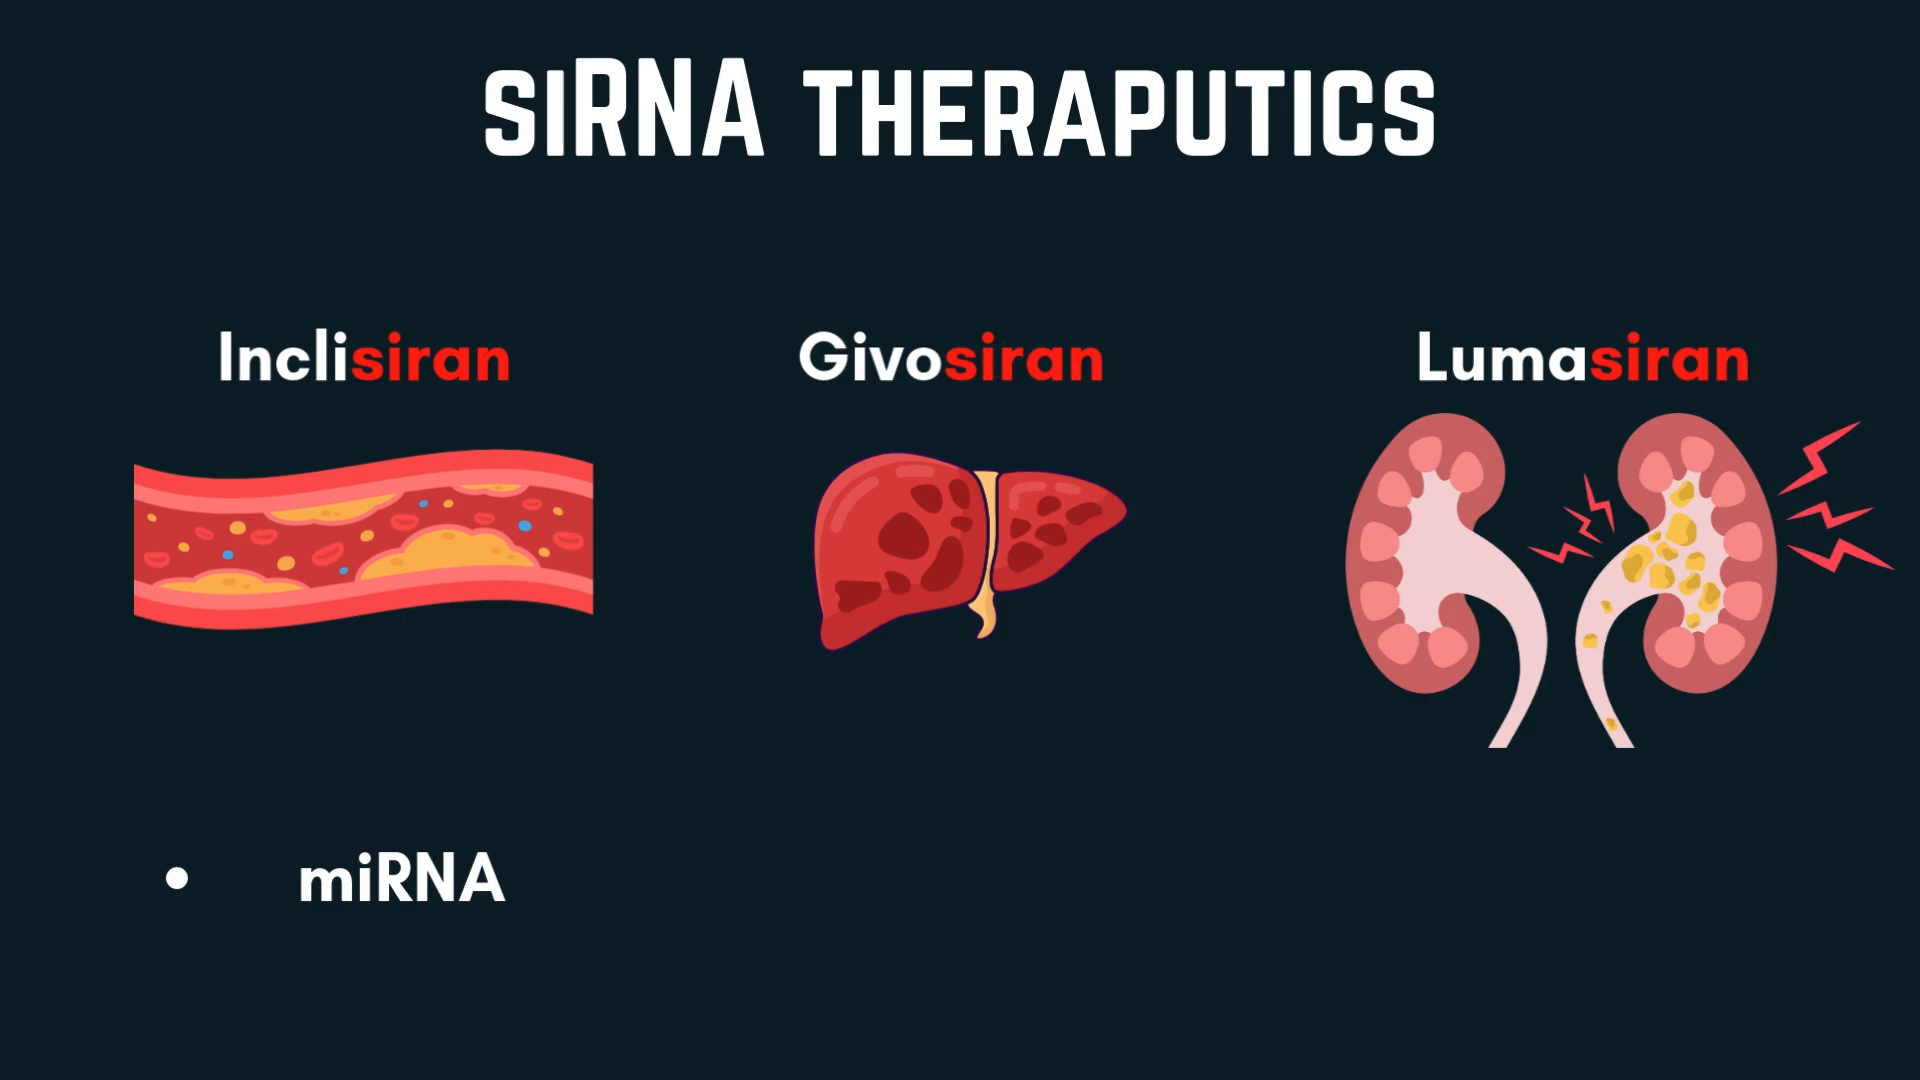 siRNA THERAPUTICS
Inclisiran
Givosiran
Lumasiran
• miRNA